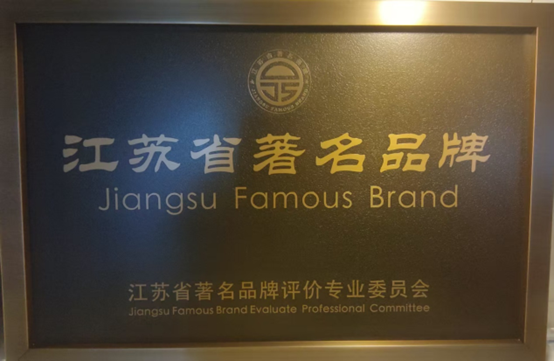 江苏省著名品牌
Jiangsu Famous Brand
江苏省著名品牌评价专业委员会
Jiangsu Famous Brand Evaluate Professional Committee